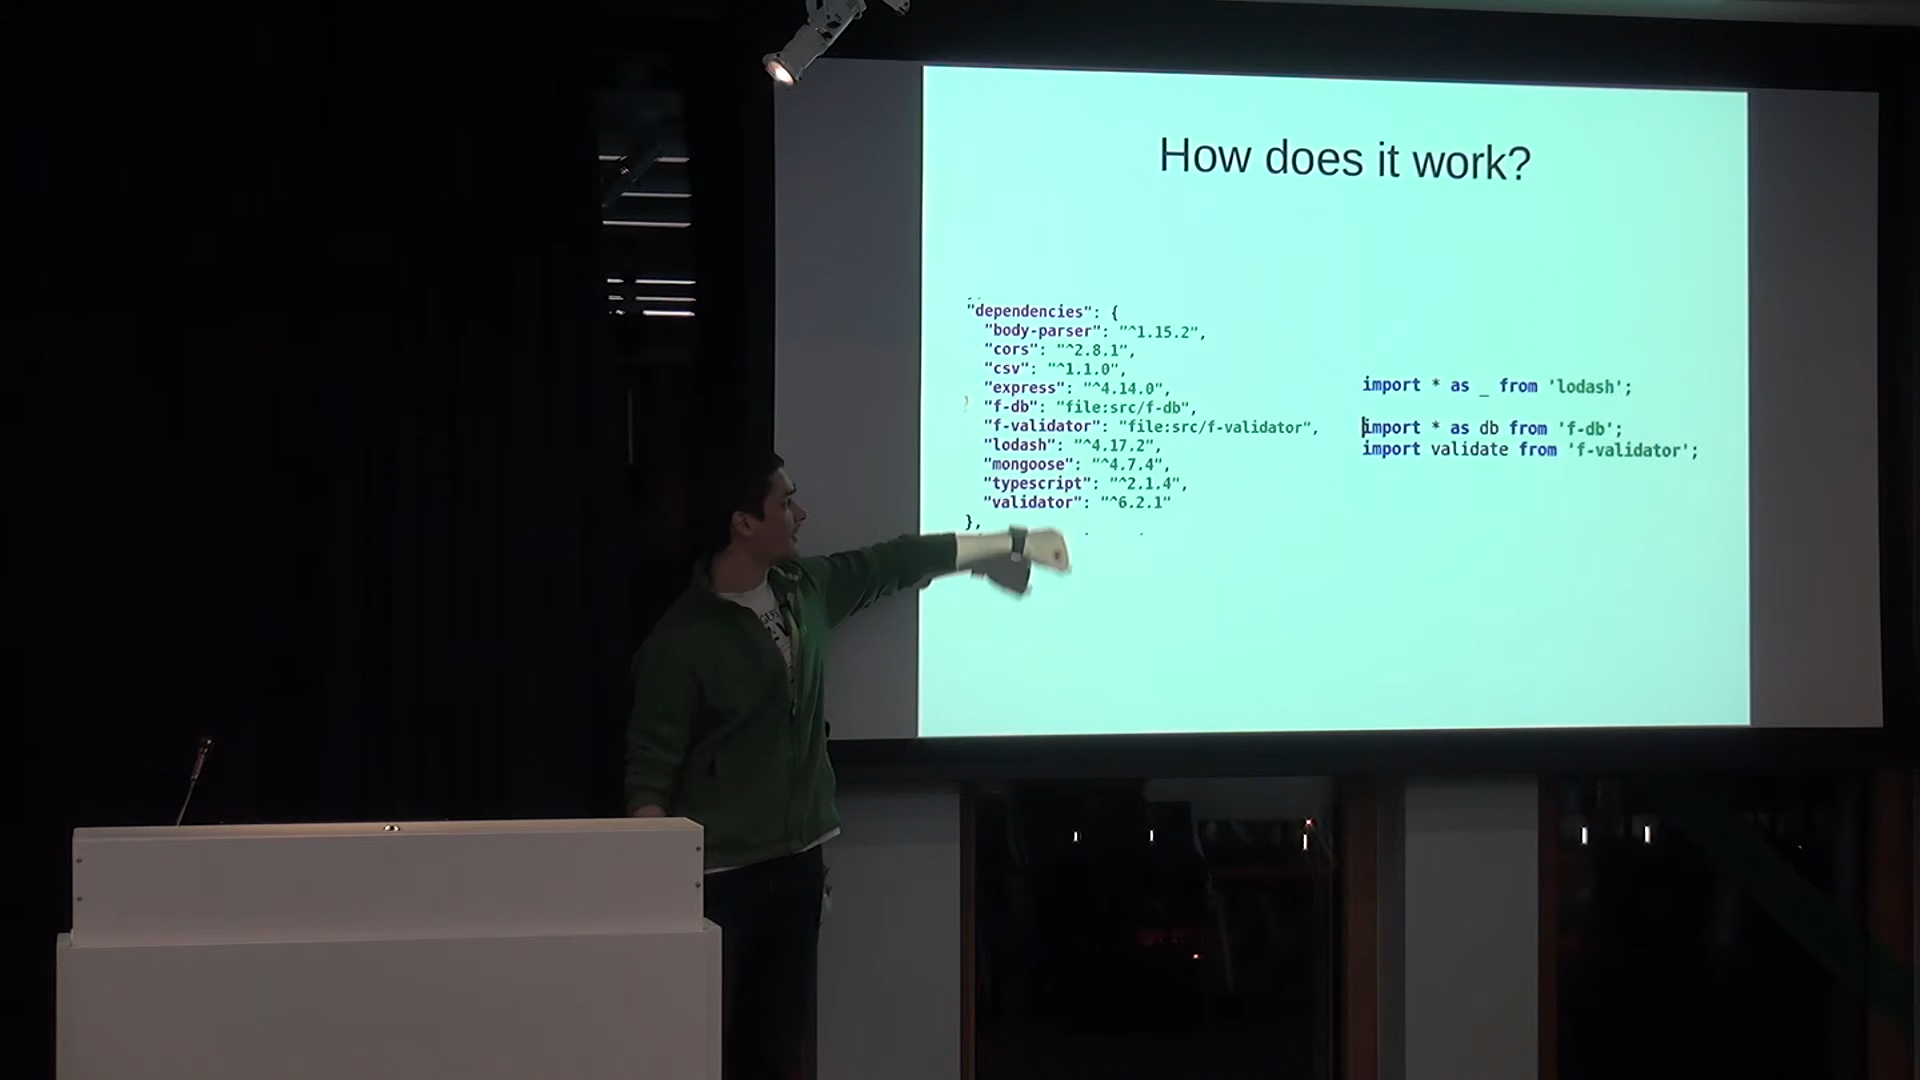 How does it work?
"dependencies": {
"body-parser": "^1.15.2",
"cors": "^2.8.1",
"csv": "^1.1.0",
"express": "^4.14.0",
"f-db": "file:src/f-db",
"f-validator": "file:src/f-validator",
"lodash": "^4.17.2",
"mongoose": "^4.7.4",
"typescript": "^2.1.4",
"validator": "^6.2.1"
},
import * as _ from 'lodash';
import * as db from 'f-db';
import validate from 'f-validator';